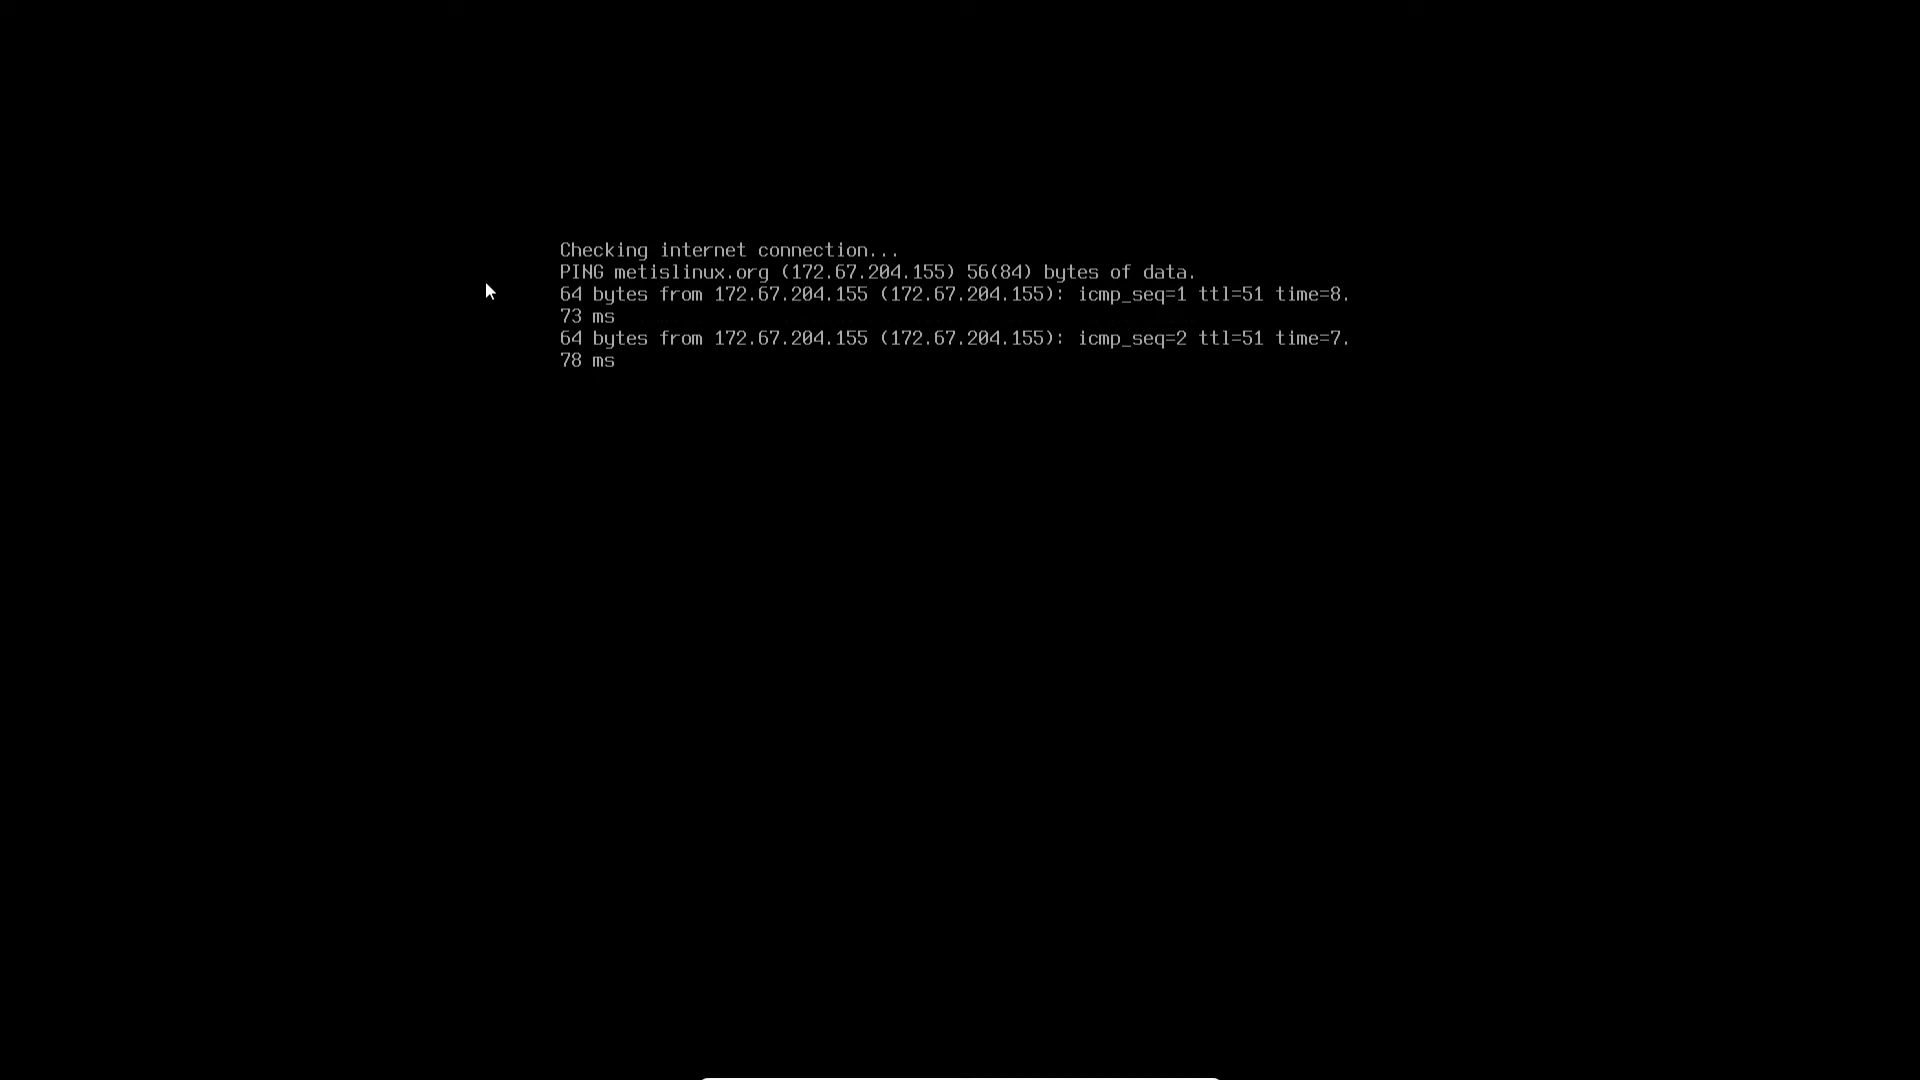 Checking internet connection...
PING metislinux.org (172.67.204.155) 56(84) bytes of data.
64 bytes from 172.67.204.155 (172.67.204.155): icmp_seq=1 ttl=51 time=8.
73 ms
64 bytes from 172.67.204.155 (172.67.204.155): icmp_seq=2 ttl=51 time=7.
78 ms